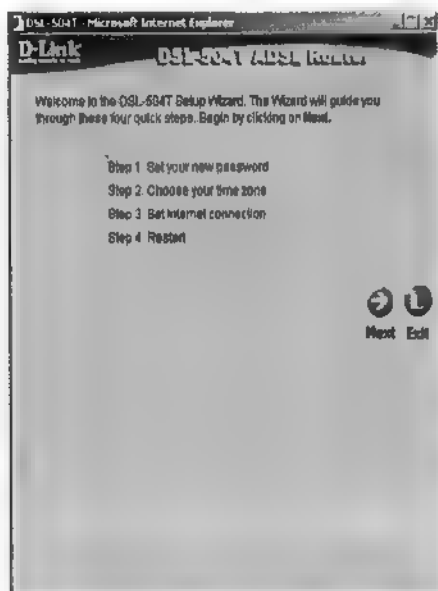 DSL-504T - Microsoft Internet Explorer
D-Link
DSL-504T ADSL Router
Welcome to the DSL-504T Setup Wizard. The Wizard will guide you
through these four quick steps. Begin by clicking on Next.
Step 1 Set your new password
Step 2 Choose your time zone
Step 3 Set Internet connection
Step 4 Restart
Next Exit